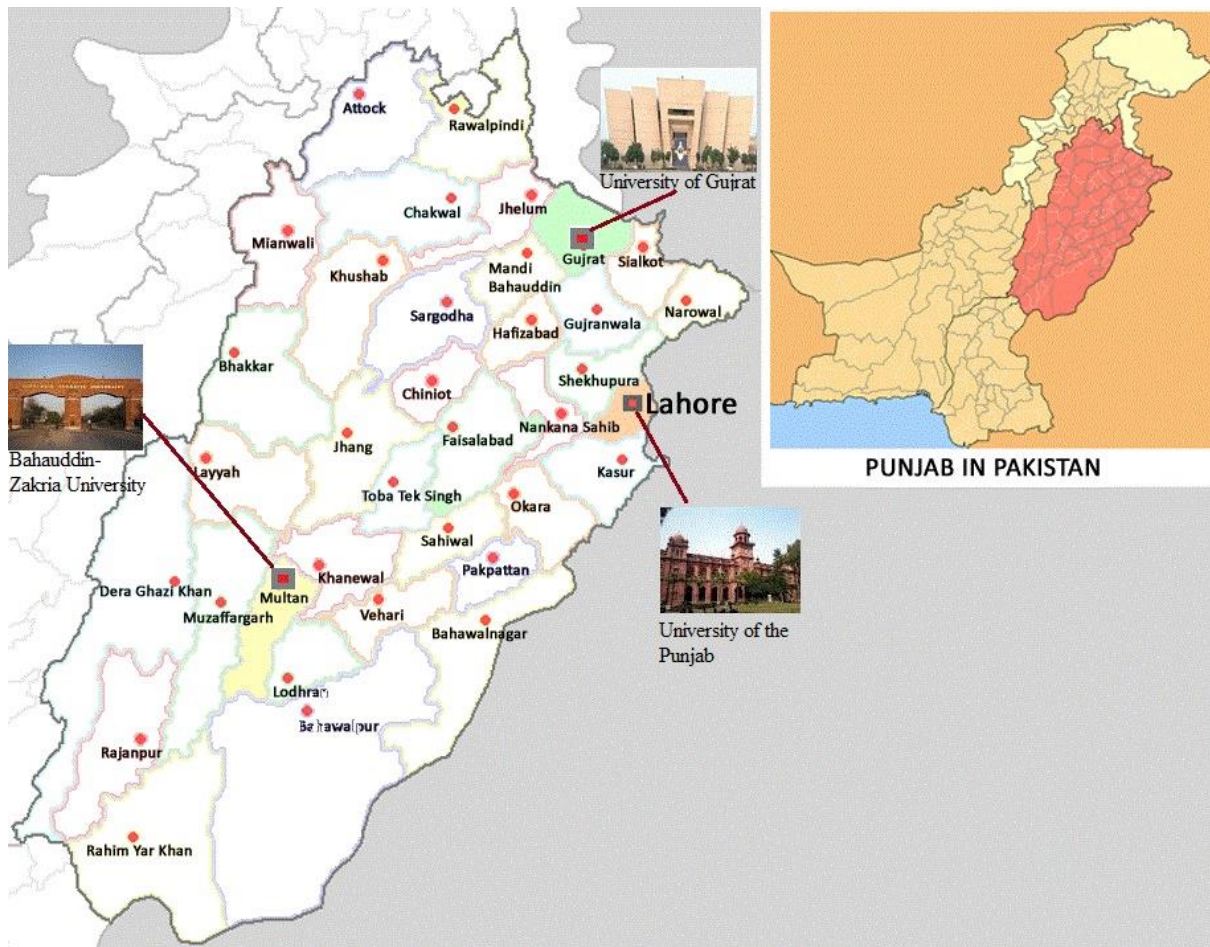 Attock
Rawalpindi
University of Gujrat
Chakwal
Jhelum
Mianwali
Khushab
Mandi
Bahauddin
Gujrat
Sialkot
Sargodha
Hafizabad
Gujranwala
Narowal
Bhakkar
Chiniot
Shekhupura
Lahore
Nankana Sahib
Faisalabad
Jhang
Bahauddin-
Zakria University
Layyah
Kasur
PUNJAB IN PAKISTAN
Toba Tek Singh
Okara
Sahiwal
Khanewal
Pakpattan
Dera Ghazi Khan
Multan
Muzaffargarh
Vehari
Bahawalnagar
University of the
Punjab
Lodhran
Bahawalpur
Rajanpur
Rahim Yar Khan